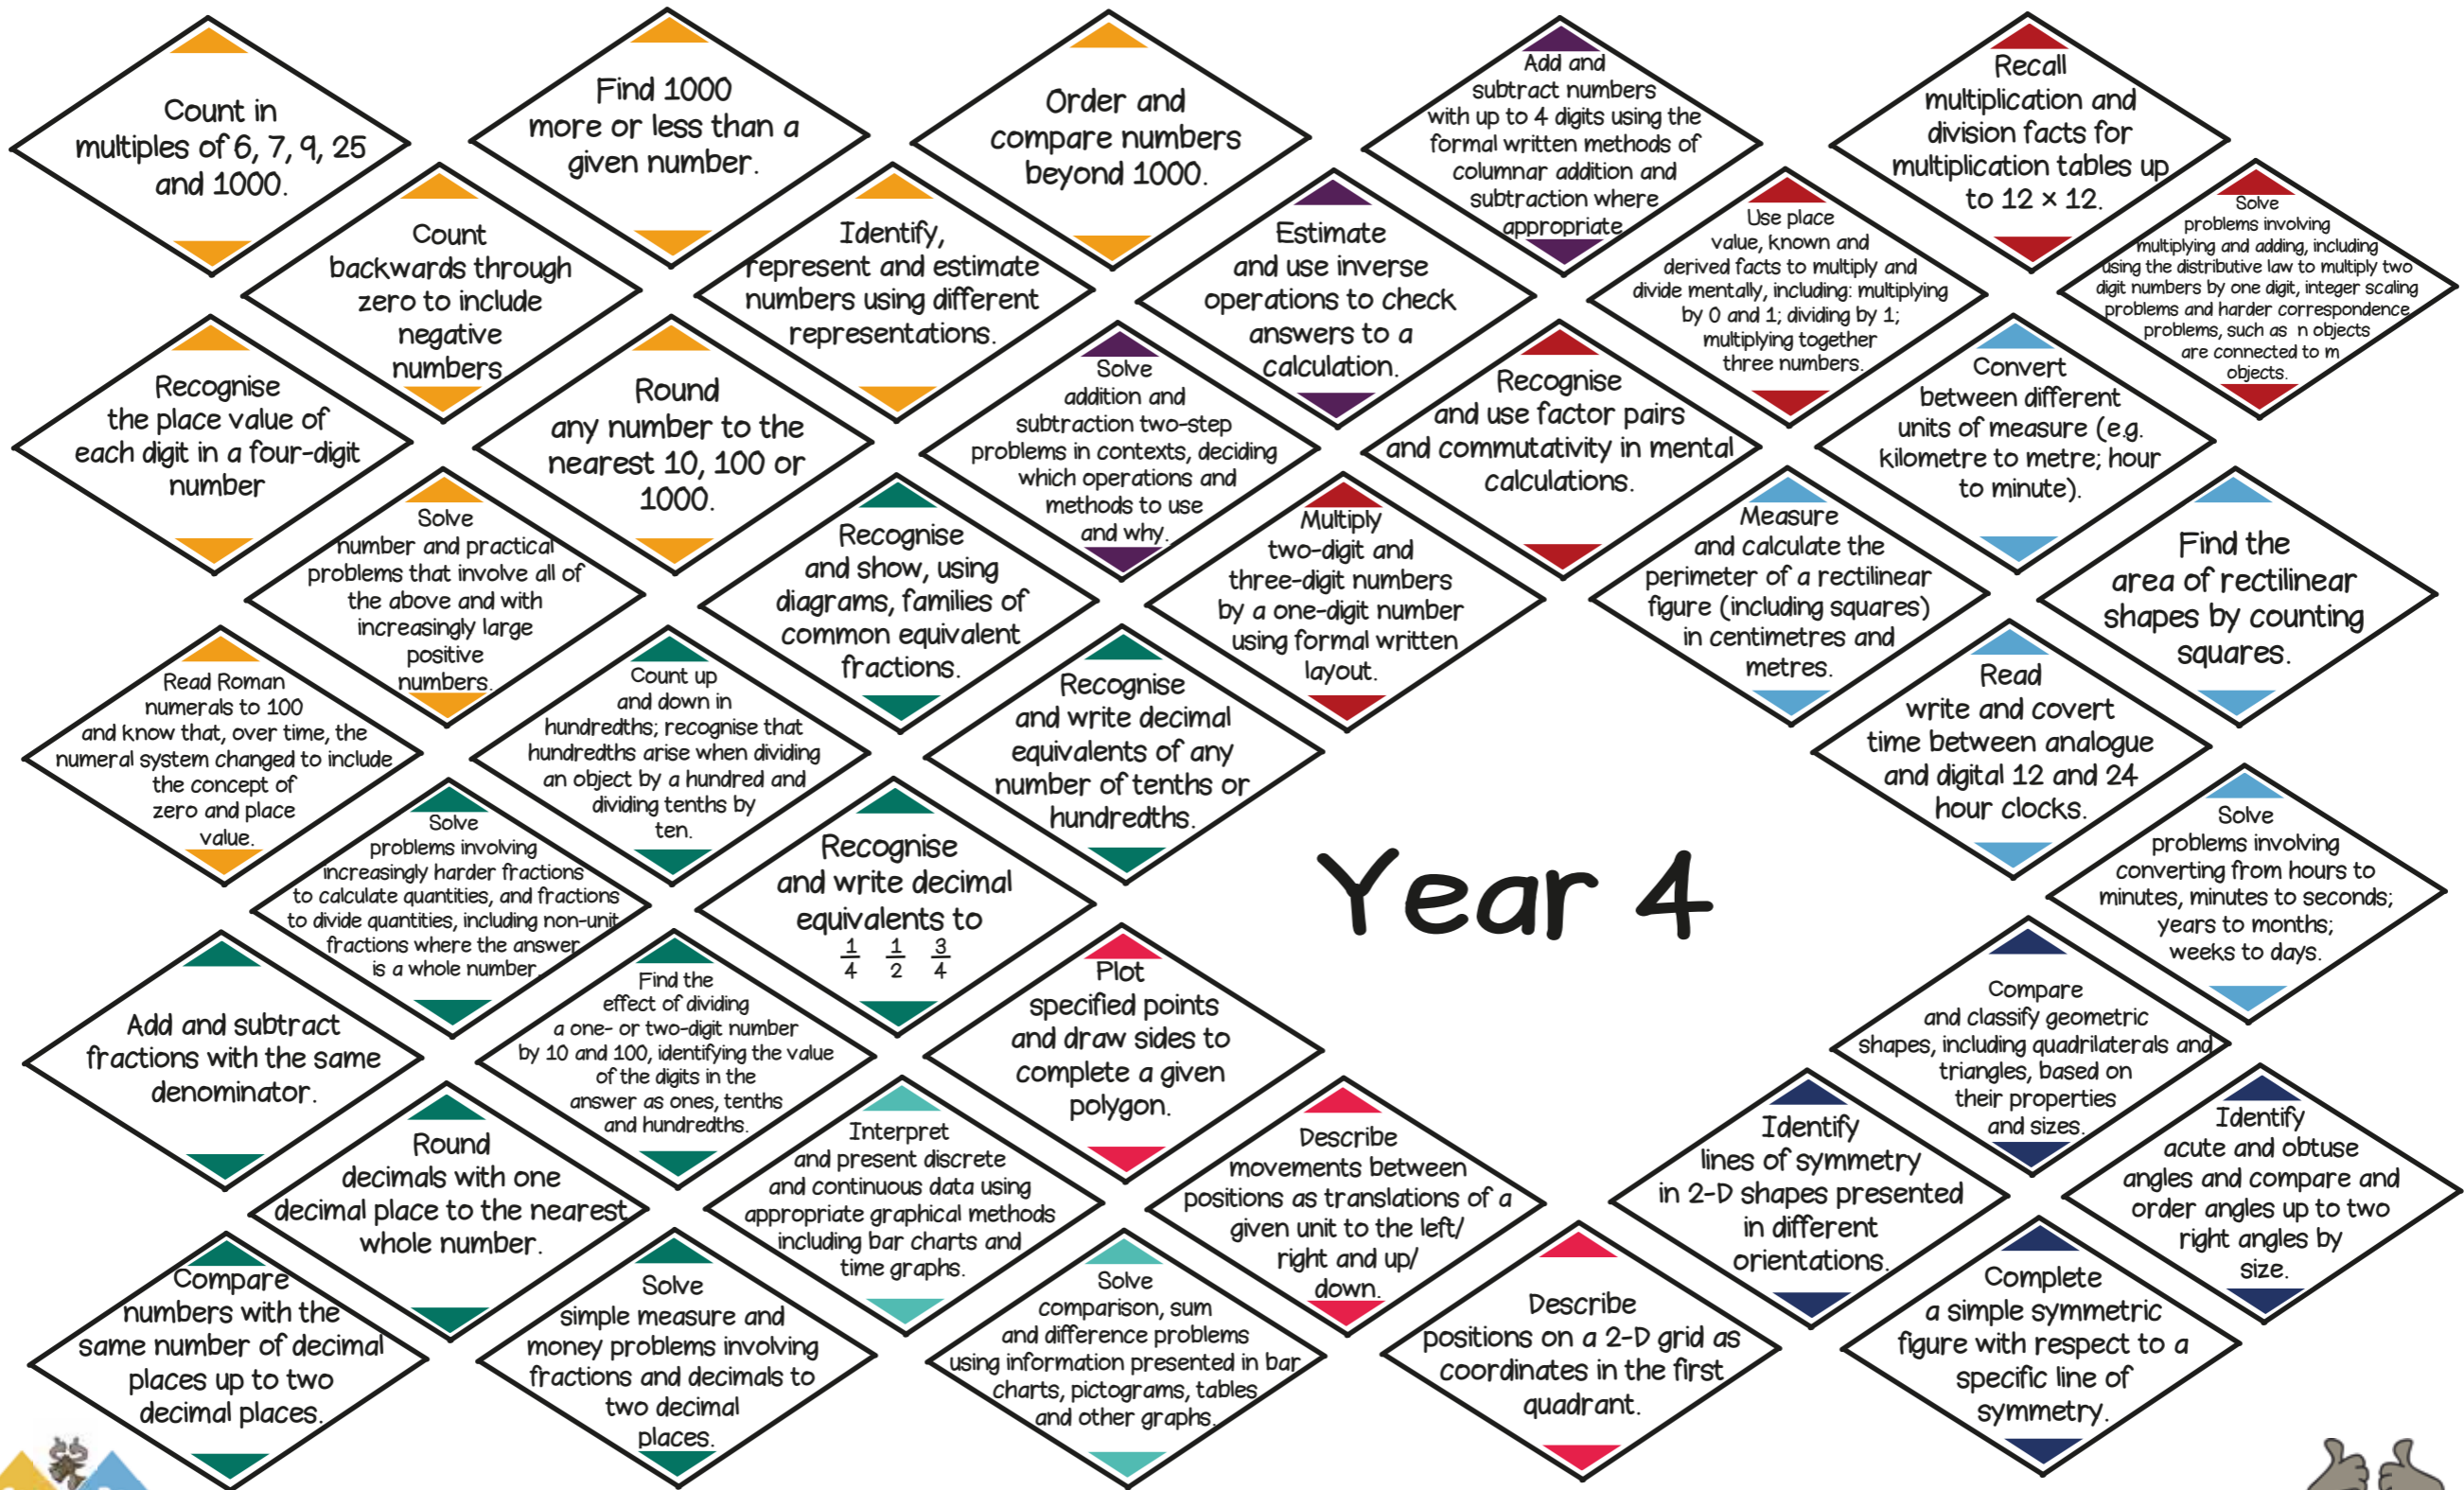 Count in
multiples of 6, 7, 9, 25
and 1000.
Find 1000
more or less than a
given number.
Order and
compare numbers
beyond 1000.
Add and
subtract numbers
with up to 4 digits using the
formal written methods of
columnar addition and
subtraction where
appropriate
Recall
multiplication and
division facts for
multiplication tables up
to 12 × 12.
Count
backwards through
zero to include
negative
numbers
Identify,
represent and estimate
numbers using different
representations.
Estimate
and use inverse
operations to check
answers to a
calculation.
Use place
value, known and
derived facts to multiply and
divide mentally, including: multiplying
by 0 and 1; dividing by 1;
multiplying together
three numbers.
Solve
problems involving
multiplying and adding, including
using the distributive law to multiply two
digit numbers by one digit, integer scaling
problems and harder correspondence
problems, such as n objects
are connected to m
objects.
Recognise
the place value of
each digit in a four-digit
number
Round
any number to the
nearest 10, 100 or
1000.
Solve
addition and
subtraction two-step
problems in contexts, deciding
which operations and
methods to use
and why.
Recognise
and use factor pairs
and commutativity in mental
calculations.
Convert
between different
units of measure (e.g.
kilometre to metre; hour
to minute).
Solve
number and practical
problems that involve all of
the above and with
increasingly large
positive
numbers.
Recognise
and show, using
diagrams, families of
common equivalent
fractions.
Multiply
two-digit and
three-digit numbers
by a one-digit number
using formal written
layout.
Measure
and calculate the
perimeter of a rectilinear
figure (including squares)
in centimetres and
metres.
Find the
area of rectilinear
shapes by counting
squares.
Read Roman
numerals to 100
and know that, over time, the
numeral system changed to include
the concept of
zero and place
value.
Count up
and down in
hundredths; recognise that
hundredths arise when dividing
an object by a hundred and
dividing tenths by
ten.
Recognise
and write decimal
equivalents of any
number of tenths or
hundredths.
Read
write and covert
time between analogue
and digital 12 and 24
hour clocks.
Solve
problems involving
increasingly harder fractions
to calculate quantities, and fractions
to divide quantities, including non-unit
fractions where the answer
is a whole number.
Recognise
and write decimal
equivalents to
1/4 1/2 3/4
Year 4
Solve
problems involving
converting from hours to
minutes, minutes to seconds;
years to months;
weeks to days.
Add and subtract
fractions with the same
denominator.
Find the
effect of dividing
a one- or two-digit number
by 10 and 100, identifying the value
of the digits in the
answer as ones, tenths
and hundredths.
Plot
specified points
and draw sides to
complete a given
polygon.
Compare
and classify geometric
shapes, including quadrilaterals and
triangles, based on
their properties
and sizes.
Round
decimals with one
decimal place to the nearest
whole number.
Interpret
and present discrete
and continuous data using
appropriate graphical methods
including bar charts and
time graphs.
Describe
movements between
positions as translations of a
given unit to the left/
right and up/
down.
Identify
lines of symmetry
in 2-D shapes presented
in different
orientations.
Identify
acute and obtuse
angles and compare and
order angles up to two
right angles by
size.
Compare
numbers with the
same number of decimal
places up to two
decimal places.
Solve
simple measure and
money problems involving
fractions and decimals to
two decimal
places.
Solve
comparison, sum
and difference problems
using information presented in bar
charts, pictograms, tables
and other graphs.
Describe
positions on a 2-D grid as
coordinates in the first
quadrant.
Complete
a simple symmetric
figure with respect to a
specific line of
symmetry.